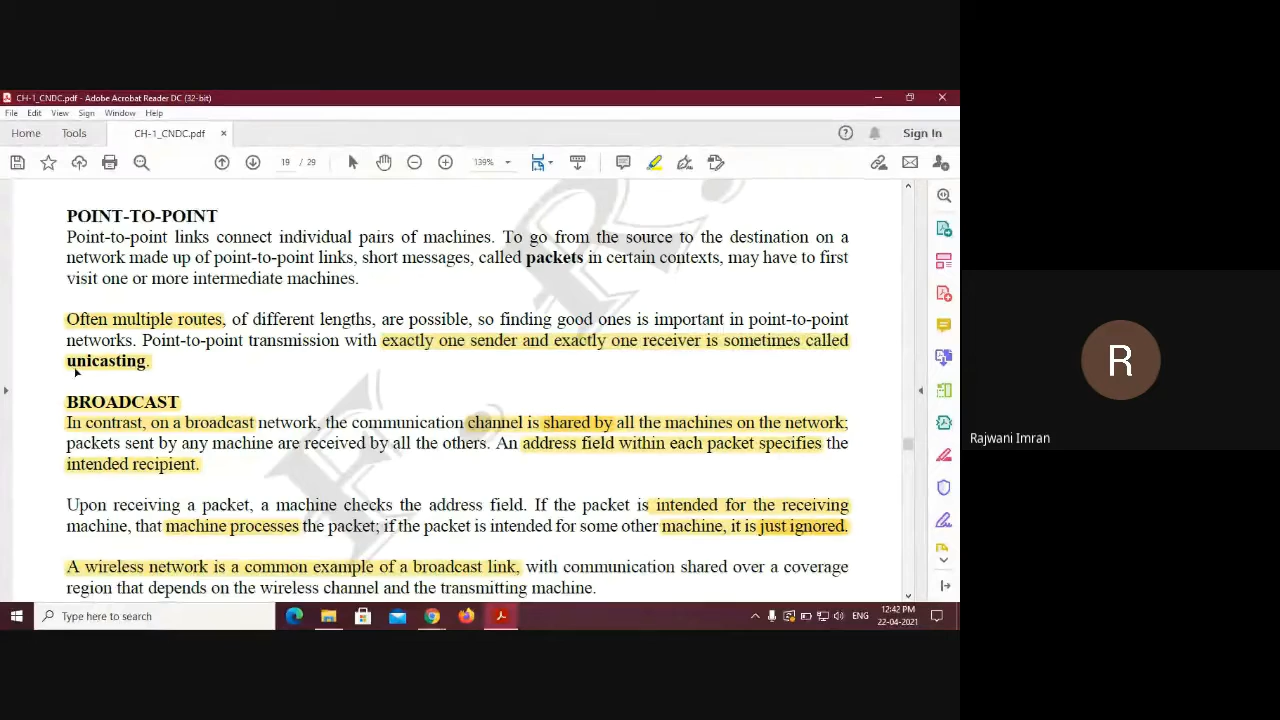 CH-1_CNDC.pdf - Adobe Acrobat Reader DC (32-bit)
File Edit View Sign Window Help
Home Tools CH-1_CNDC.pdf × Sign In
19 / 29 139%
POINT-TO-POINT
Point-to-point links connect individual pairs of machines. To go from the source to the destination on a
network made up of point-to-point links, short messages, called packets in certain contexts, may have to first
visit one or more intermediate machines.
Often multiple routes, of different lengths, are possible, so finding good ones is important in point-to-point
networks. Point-to-point transmission with exactly one sender and exactly one receiver is sometimes called
unicasting.
BROADCAST
In contrast, on a broadcast network, the communication channel is shared by all the machines on the network;
packets sent by any machine are received by all the others. An address field within each packet specifies the
intended recipient.
Upon receiving a packet, a machine checks the address field. If the packet is intended for the receiving
machine, that machine processes the packet; if the packet is intended for some other machine, it is just ignored.
A wireless network is a common example of a broadcast link, with communication shared over a coverage
region that depends on the wireless channel and the transmitting machine.
Type here to search
ENG
12:42 PM
22-04-2021
R
Rajwani Imran